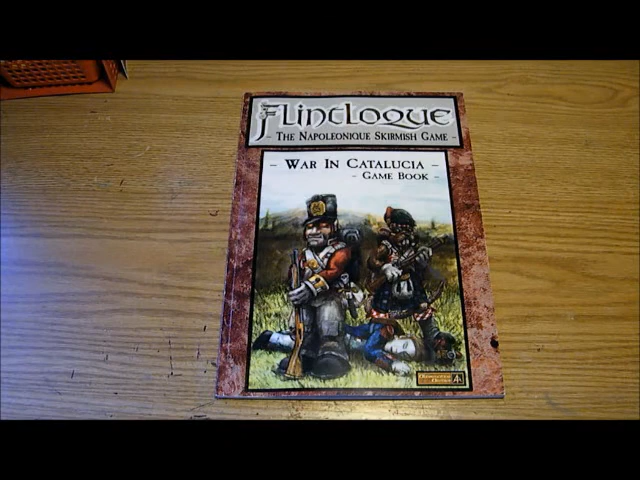 Flintloque
- The Napoleonique Skirmish Game -
- War In Catalucia -
- Game Book -